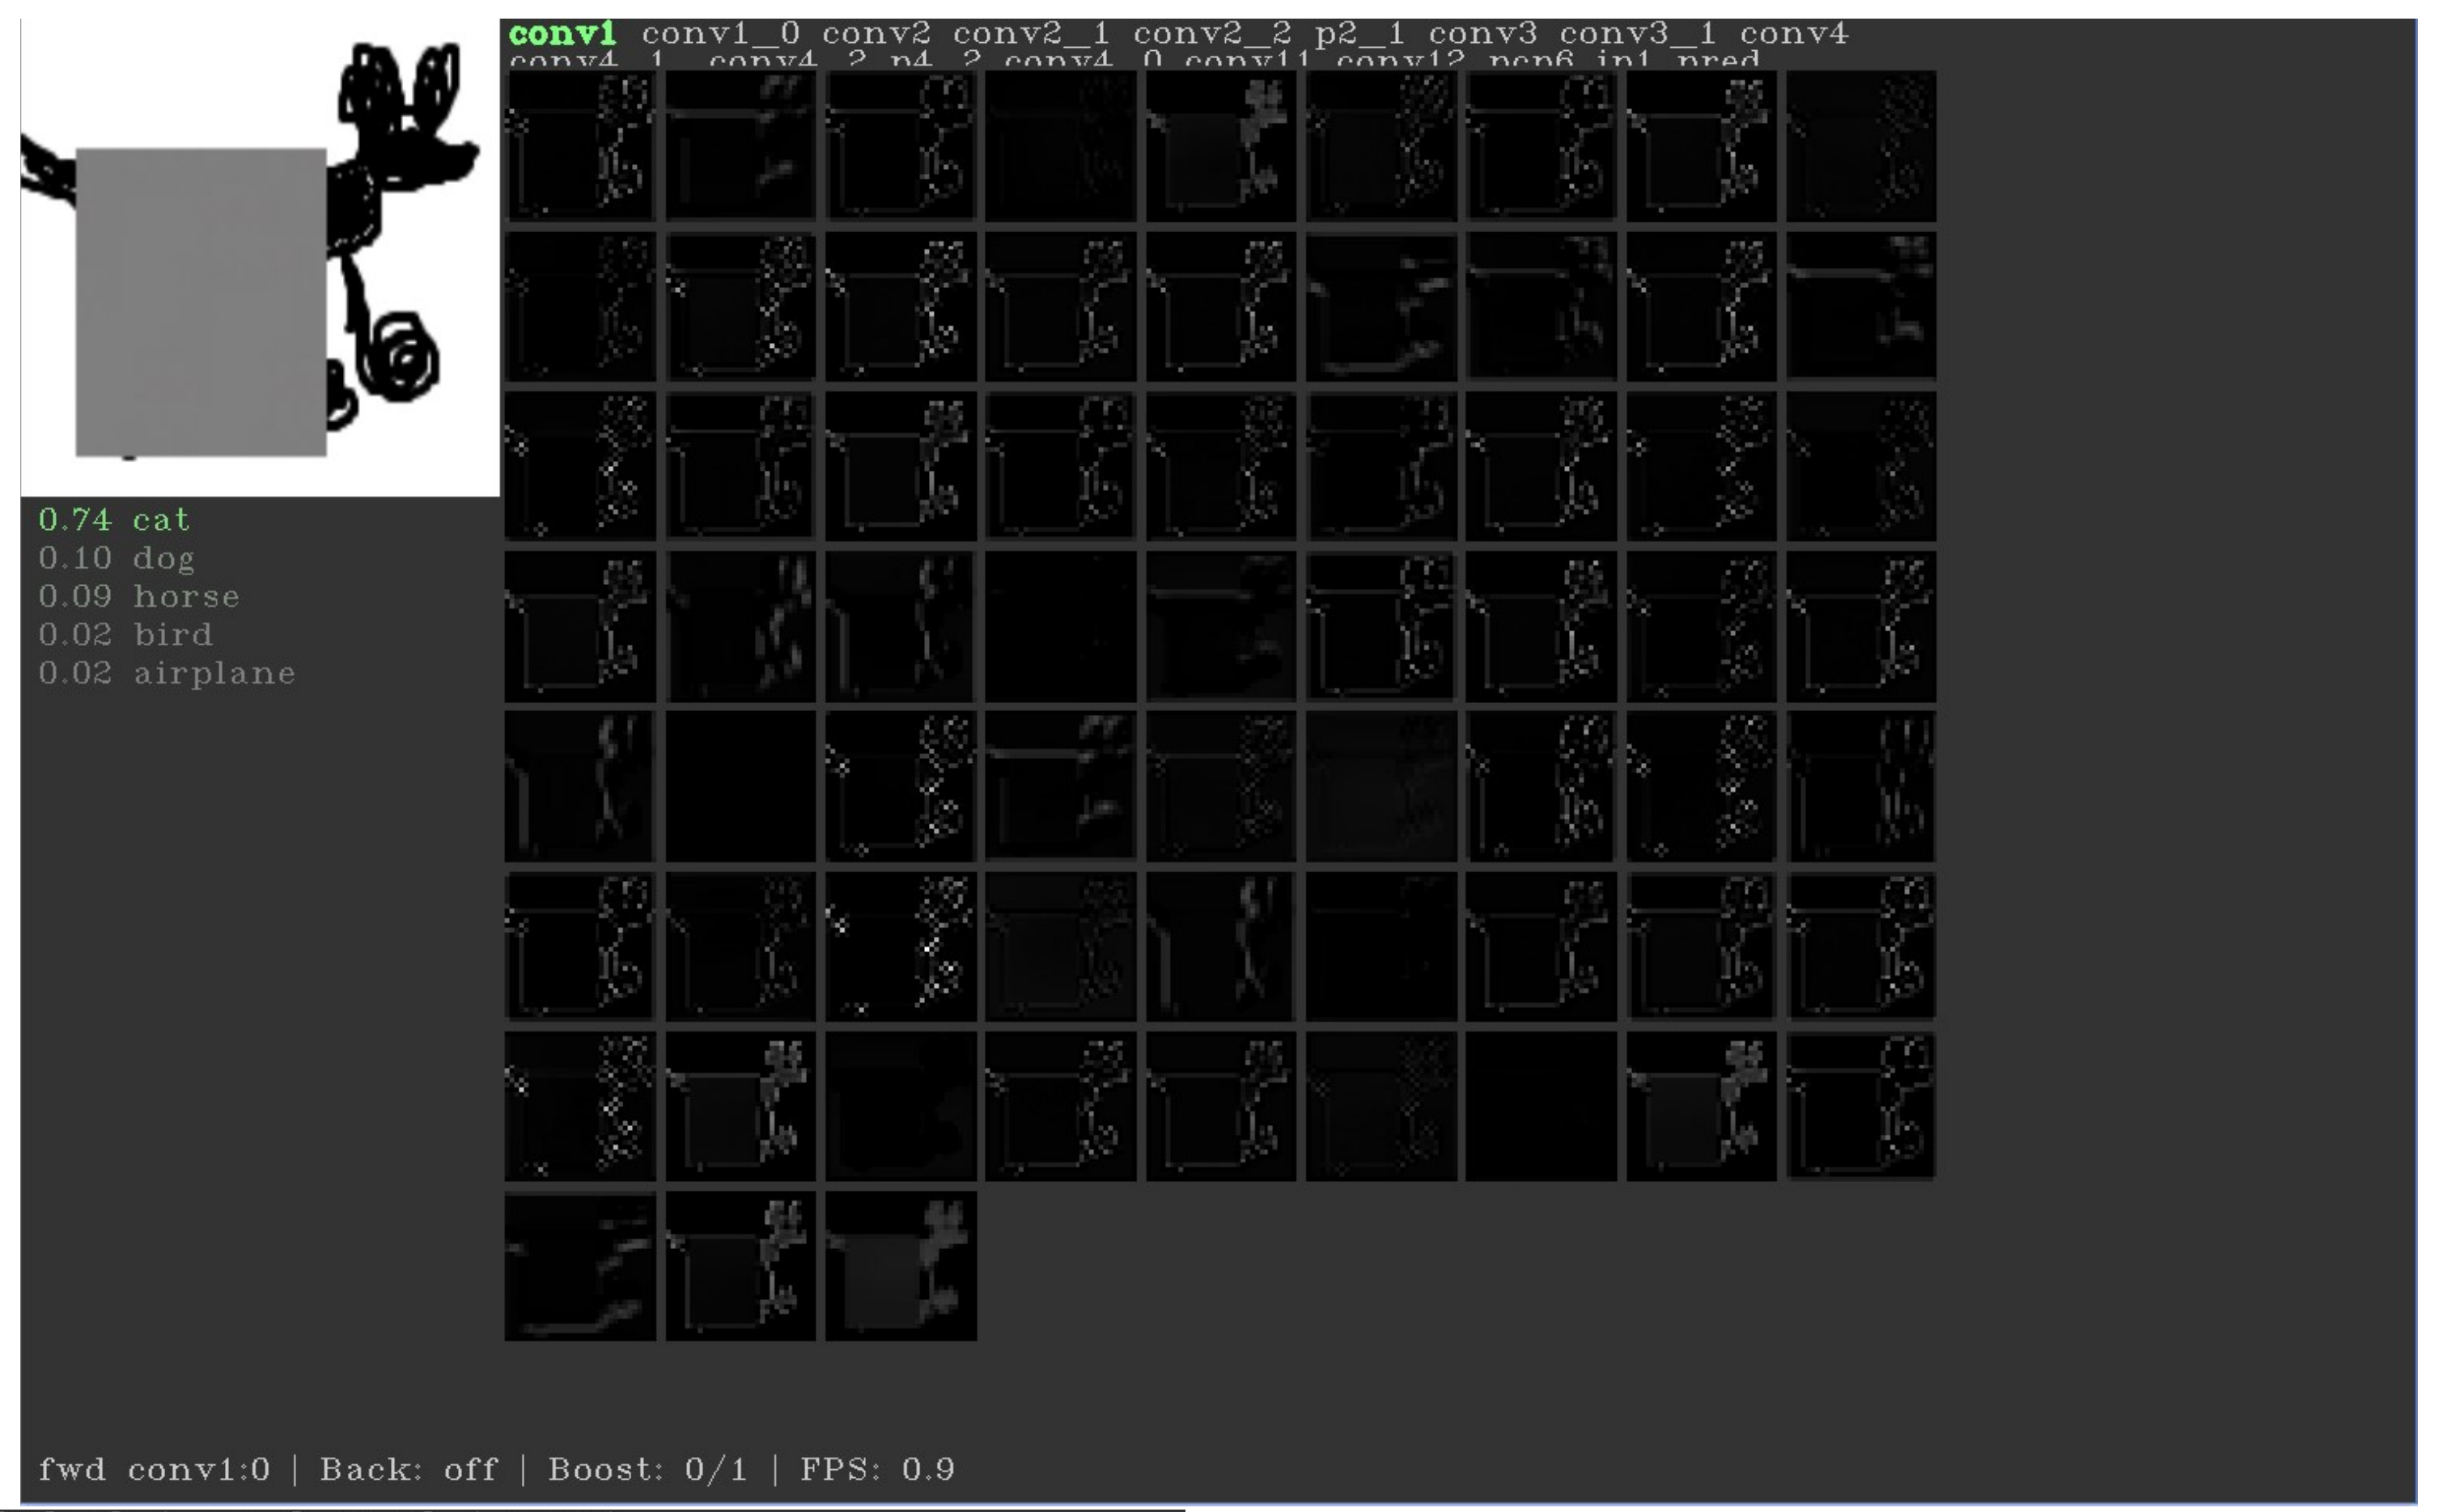 conv1 conv1_0 conv2 conv2_1 conv2_2 p2_1 conv3 conv3_1 conv4
conv4_1 conv4_2 p4_2 conv4_0 conv11 conv12 pcp6 ip1 pred
0.74 cat
0.10 dog
0.09 horse
0.02 bird
0.02 airplane
fwd conv1:0 | Back: off | Boost: 0/1 | FPS: 0.9